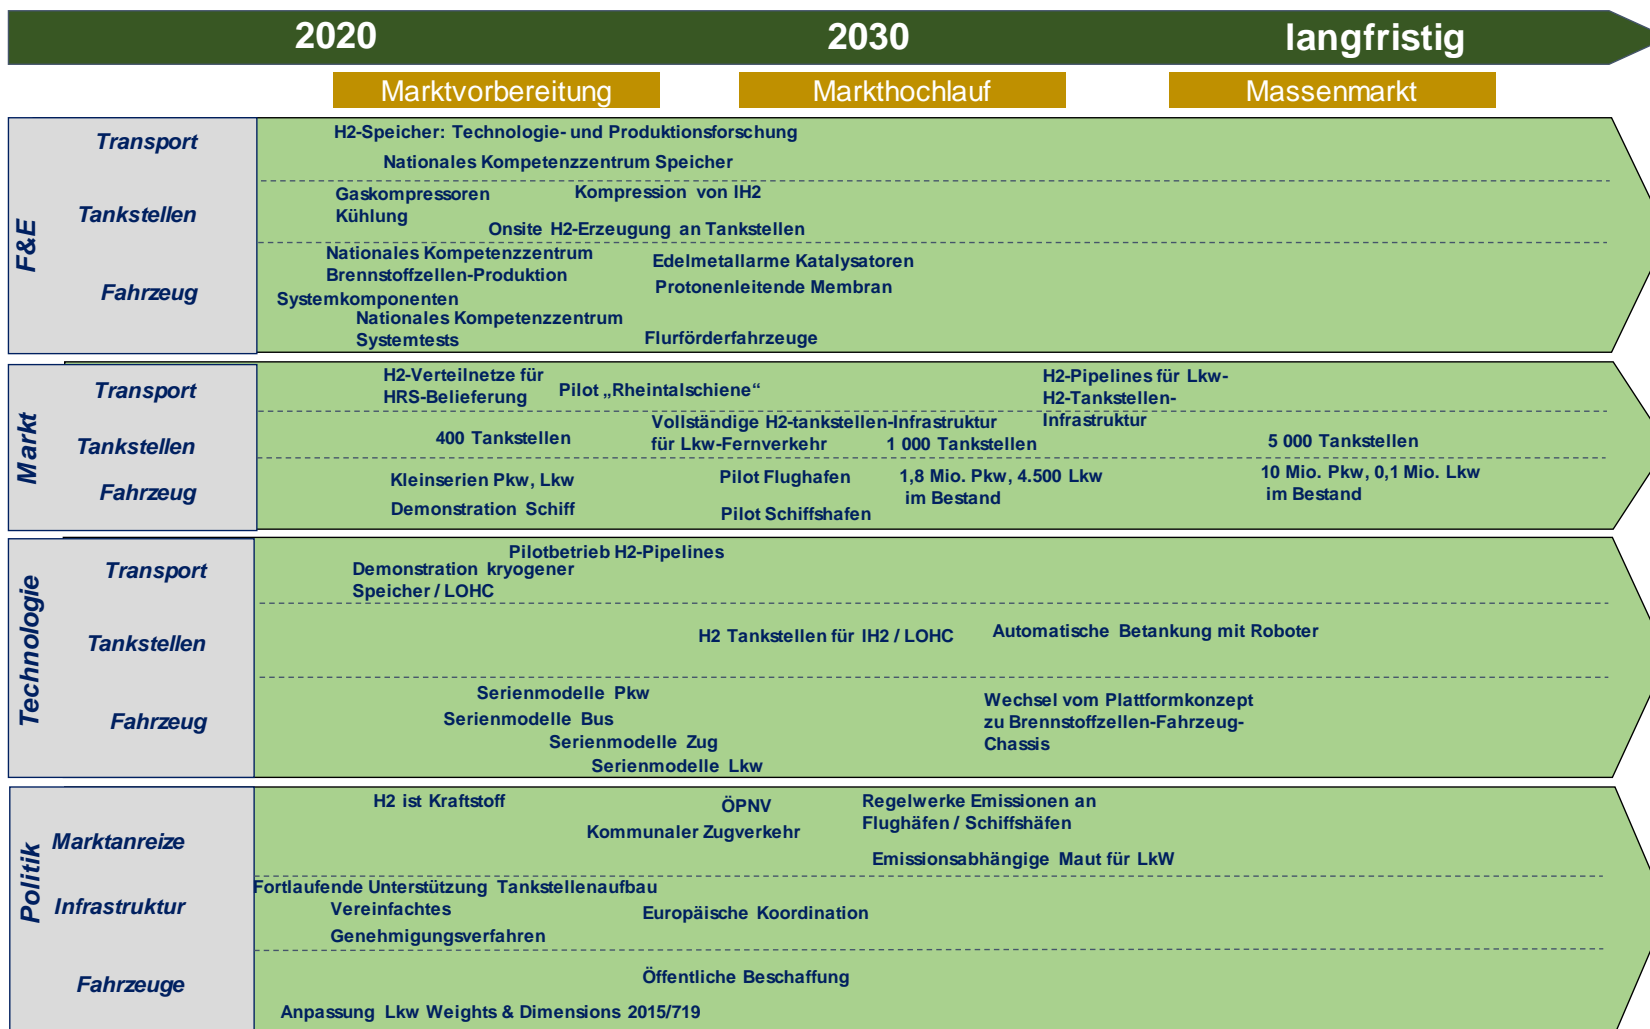 2020 2030 langfristig
Marktvorbereitung Markthochlauf Massenmarkt
F&E
Transport
H2-Speicher: Technologie- und Produktionsforschung
Nationales Kompetenzzentrum Speicher
Tankstellen
Gaskompressoren
Kühlung
Kompression von lH2
Onsite H2-Erzeugung an Tankstellen
Fahrzeug
Nationales Kompetenzzentrum
Brennstoffzellen-Produktion
Edelmetallarme Katalysatoren
Protonenleitende Membran
Systemkomponenten
Nationales Kompetenzzentrum
Systemtests
Flurförderfahrzeuge
Markt
Transport
H2-Verteilnetze für
HRS-Belieferung
Pilot „Rheintalschiene“
H2-Pipelines für Lkw-
H2-Tankstellen-
Infrastruktur
Tankstellen
400 Tankstellen
Vollständige H2-tankstellen-Infrastruktur
für Lkw-Fernverkehr
1 000 Tankstellen
5 000 Tankstellen
Fahrzeug
Kleinserien Pkw, Lkw
Demonstration Schiff
Pilot Flughafen
Pilot Schiffshafen
1,8 Mio. Pkw, 4.500 Lkw
im Bestand
10 Mio. Pkw, 0,1 Mio. Lkw
im Bestand
Technologie
Transport
Pilotbetrieb H2-Pipelines
Demonstration kryogener
Speicher / LOHC
Tankstellen
H2 Tankstellen für lH2 / LOHC
Automatische Betankung mit Roboter
Fahrzeug
Serienmodelle Pkw
Serienmodelle Bus
Serienmodelle Zug
Serienmodelle Lkw
Wechsel vom Plattformkonzept
zu Brennstoffzellen-Fahrzeug-
Chassis
Politik
Marktanreize
H2 ist Kraftstoff
ÖPNV
Kommunaler Zugverkehr
Regelwerke Emissionen an
Flughäfen / Schiffshäfen
Emissionsabhängige Maut für LkW
Infrastruktur
Fortlaufende Unterstützung Tankstellenaufbau
Vereinfachtes
Genehmigungsverfahren
Europäische Koordination
Fahrzeuge
Öffentliche Beschaffung
Anpassung Lkw Weights & Dimensions 2015/719